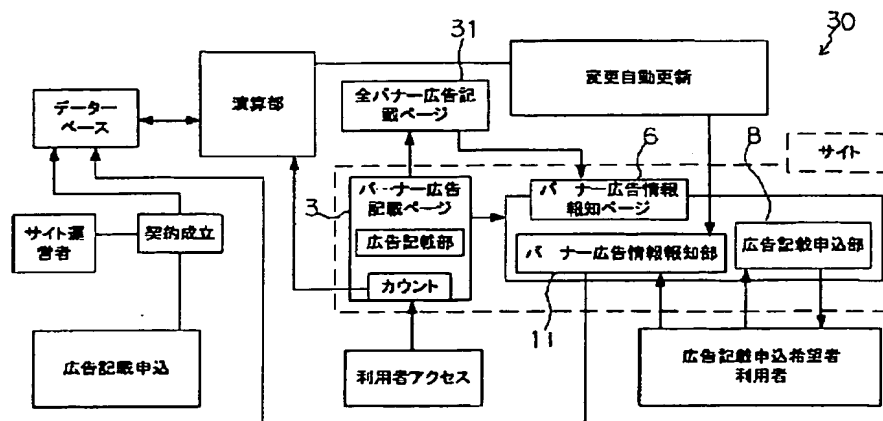 30
31
変更自動更新
演算部
全バナー広告記
載ページ
データー
ベース
6
8
サイト
バナー広告情報
報知ページ
3
バーナー広告
記載ページ
広告記載部
バナー広告情報報知部
広告記載申込部
サイト運
営者
契約成立
カウント
11
広告記載申込
利用者アクセス
広告記載申込希望者
利用者